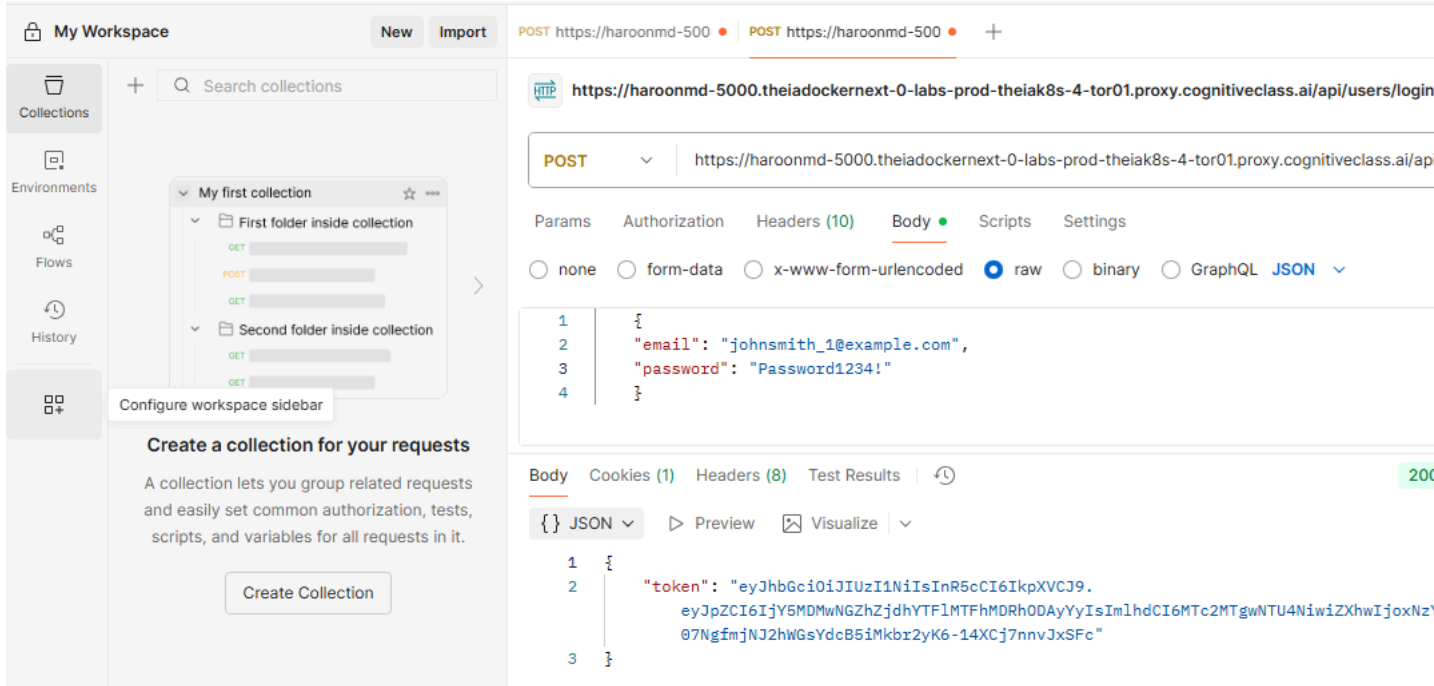 My Workspace
New
Import
POST https://haroonmd-500
POST https://haroonmd-500
Collections
Environments
Flows
History
Search collections
My first collection
First folder inside collection
GET
POST
GET
Second folder inside collection
GET
GET
Configure workspace sidebar
Create a collection for your requests
A collection lets you group related requests
and easily set common authorization, tests,
scripts, and variables for all requests in it.
Create Collection
HTTP https://haroonmd-5000.theiadockernext-0-labs-prod-theiak8s-4-tor01.proxy.cognitiveclass.ai/api/users/login
POST https://haroonmd-5000.theiadockernext-0-labs-prod-theiak8s-4-tor01.proxy.cognitiveclass.ai/api
Params Authorization Headers (10) Body Scripts Settings
none form-data x-www-form-urlencoded raw binary GraphQL JSON
1 {
2 "email": "johnsmith_1@example.com",
3 "password": "Password1234!"
4 }
Body Cookies (1) Headers (8) Test Results 200
{} JSON Preview Visualize
1 {
2 "token": "eyJhbGciOiJIUzI1NiIsInR5cCI6IkpXVCJ9.
eyJpZCI6IjY5MDMwNGZhZjdhYTFlMTFhMDRhODAyYyIsImlhdCI6MTc2MTgwNTU4NiwiZXhwIjoxNzY
07NgfmjNJ2hWGsYdcB5iMkbr2yK6-14XCj7nnvJxSFc"
3 }